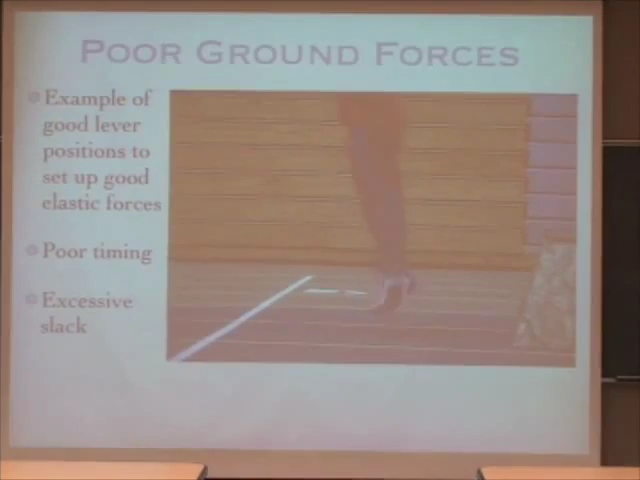 POOR GROUND FORCES
Example of
good lever
positions to
set up good
elastic forces
Poor timing
Excessive
slack